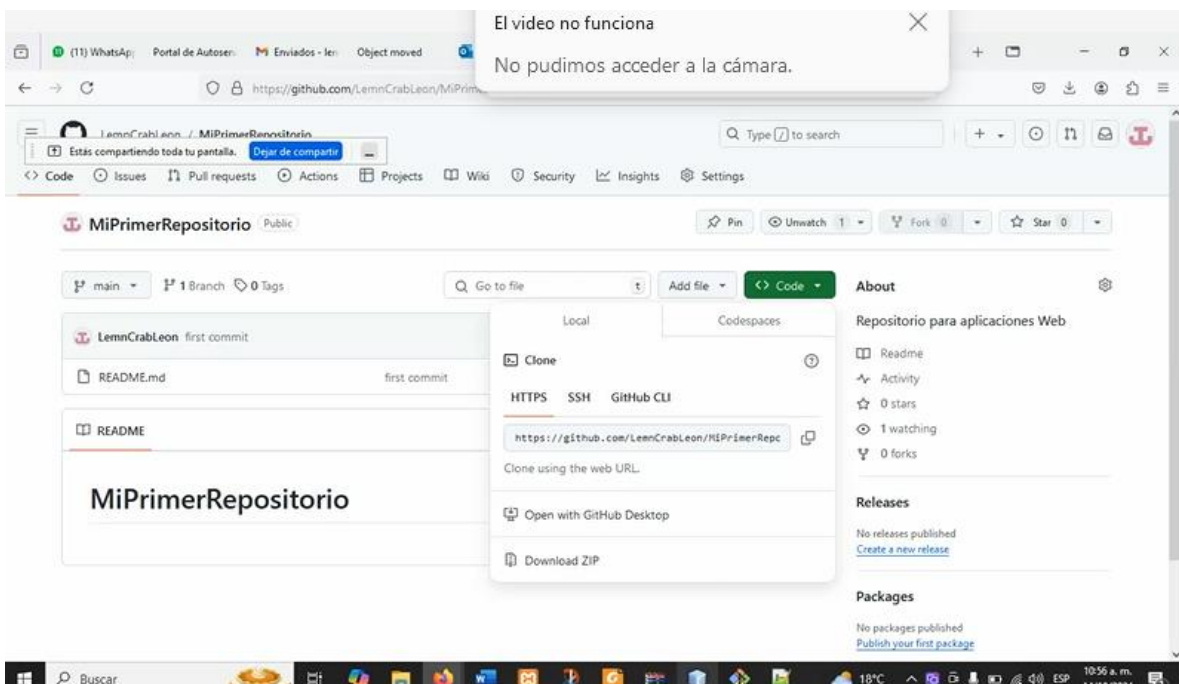 El video no funciona
No pudimos acceder a la cámara.
(11) WhatsAp
Portal de Autoser
Enviados - ler
Object moved
https://github.com/LemnCrabLeon/MiPrim
LemnCrabLeon / MiPrimerRepositorio
Type / to search
Estás compartiendo toda tu pantalla. Dejar de compartir
Code Issues Pull requests Actions Projects Wiki Security Insights Settings
MiPrimerRepositorio Public
Pin Unwatch 1 Fork 0 Star 0
main 1 Branch 0 Tags
Go to file t Add file Code
LemnCrabLeon first commit
README.md first commit
README
MiPrimerRepositorio
Local Codespaces
Clone
HTTPS SSH GitHub CLI
https://github.com/LemnCrabLeon/MiPrimerRepo
Clone using the web URL.
Open with GitHub Desktop
Download ZIP
About
Repositorio para aplicaciones Web
Readme
Activity
0 stars
1 watching
0 forks
Releases
No releases published
Create a new release
Packages
No packages published
Publish your first package
Buscar
18°C
ESP
10:56 a. m.